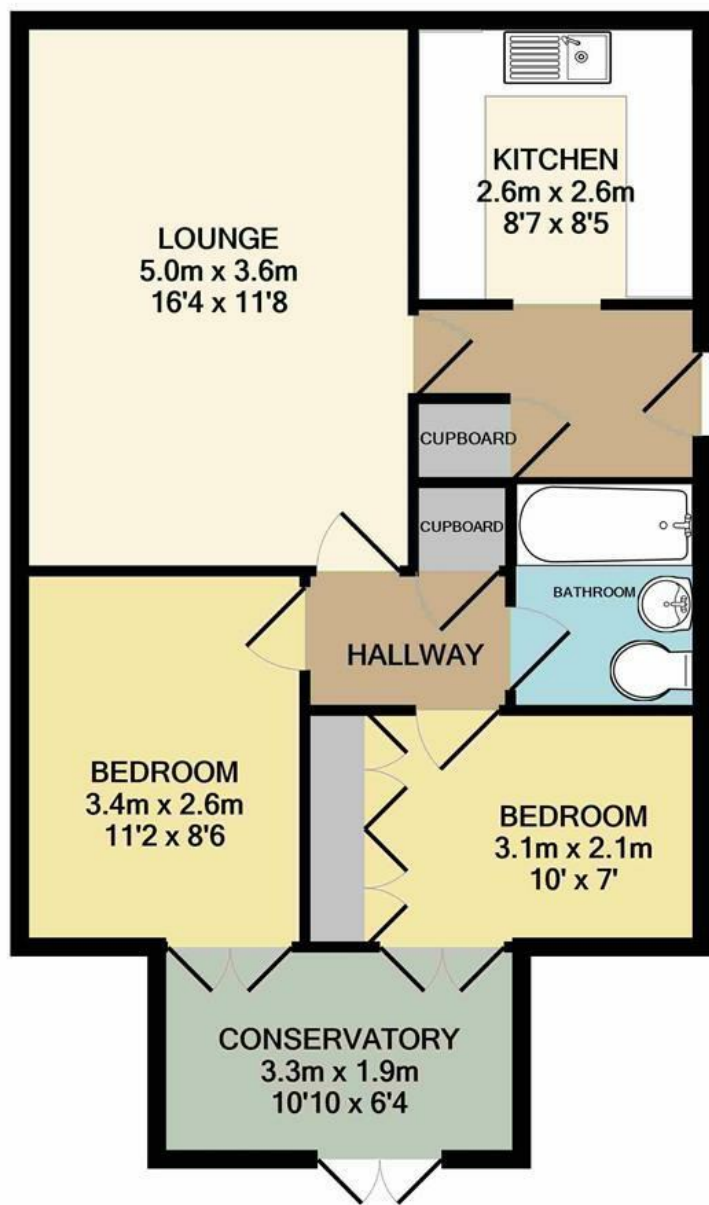 LOUNGE
5.0m x 3.6m
16'4 x 11'8
KITCHEN
2.6m x 2.6m
8'7 x 8'5
CUPBOARD
CUPBOARD
BATHROOM
HALLWAY
BEDROOM
3.4m x 2.6m
11'2 x 8'6
BEDROOM
3.1m x 2.1m
10' x 7'
CONSERVATORY
3.3m x 1.9m
10'10 x 6'4